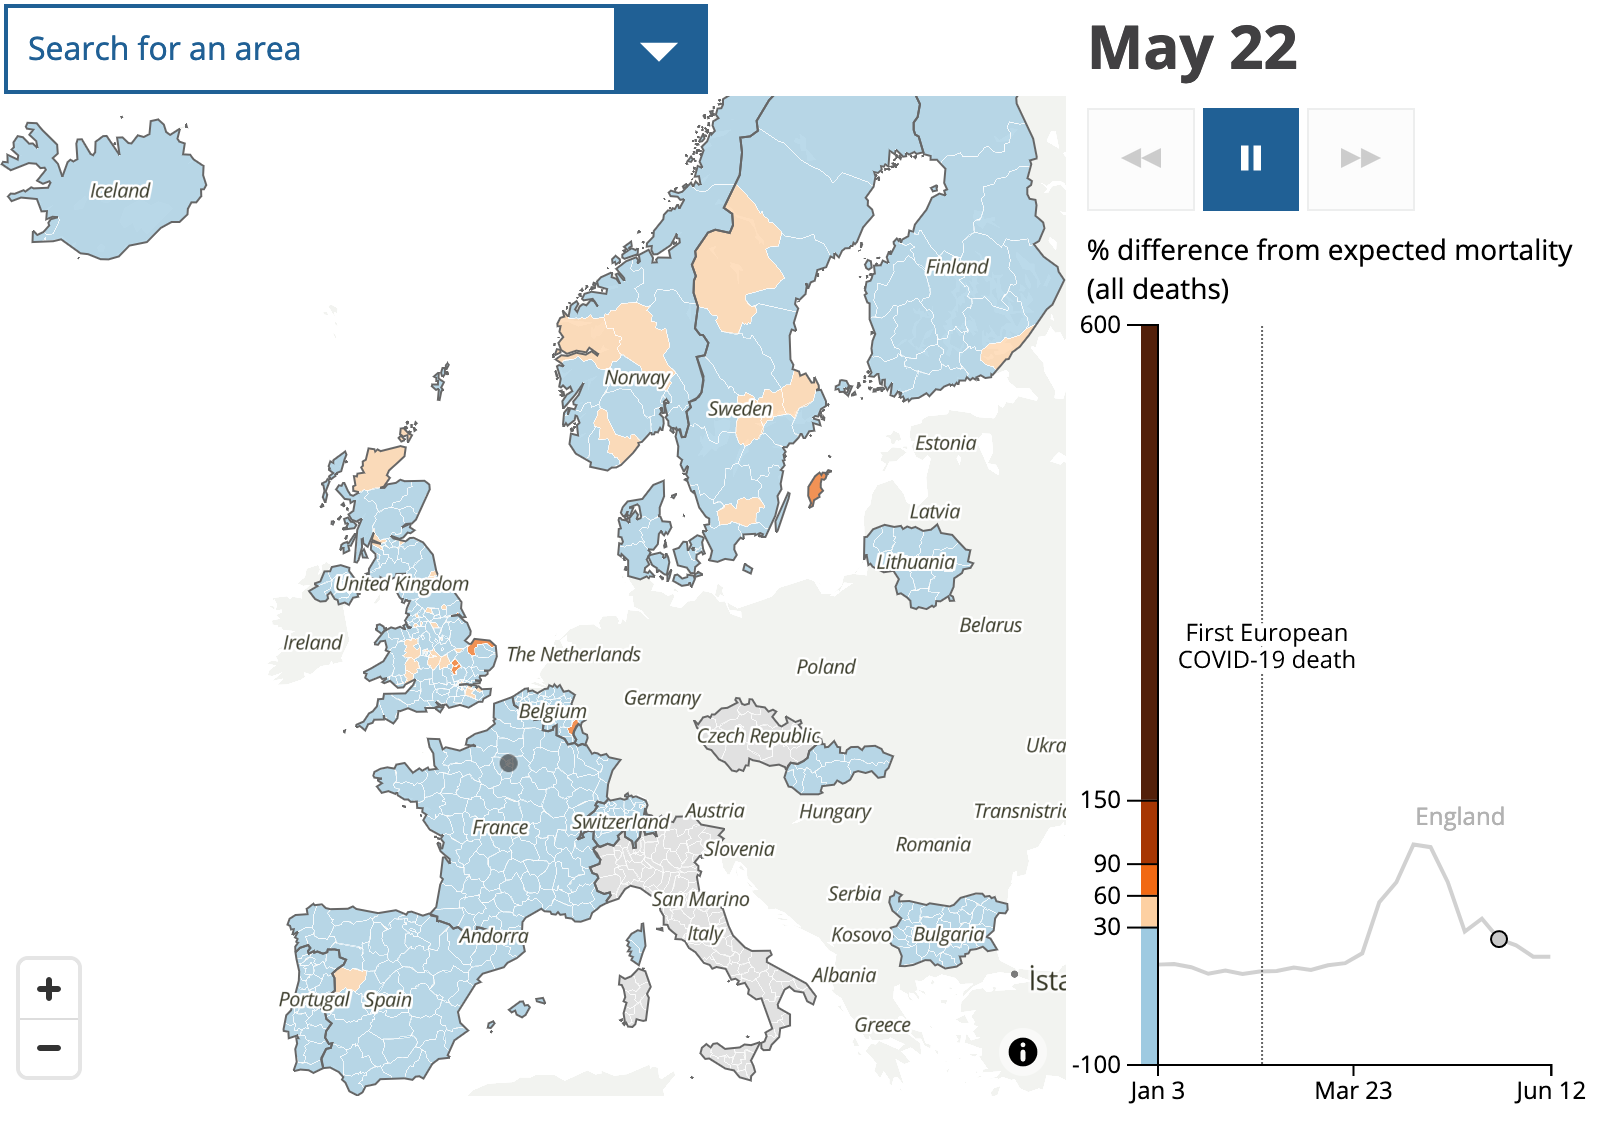 Search for an area
May 22
% difference from expected mortality
(all deaths)
600
150
90
60
30
-100
First European
COVID-19 death
England
Jan 3
Mar 23
Jun 12
Iceland
Finland
Norway
Sweden
Estonia
Latvia
Lithuania
United Kingdom
Ireland
Belarus
The Netherlands
Poland
Germany
Belgium
Czech Republic
Ukra
Austria
Hungary
Transnistria
France
Switzerland
Slovenia
Romania
Serbia
San Marino
Italy
Andorra
Kosovo
Bulgaria
Albania
İsta
Portugal
Spain
Greece